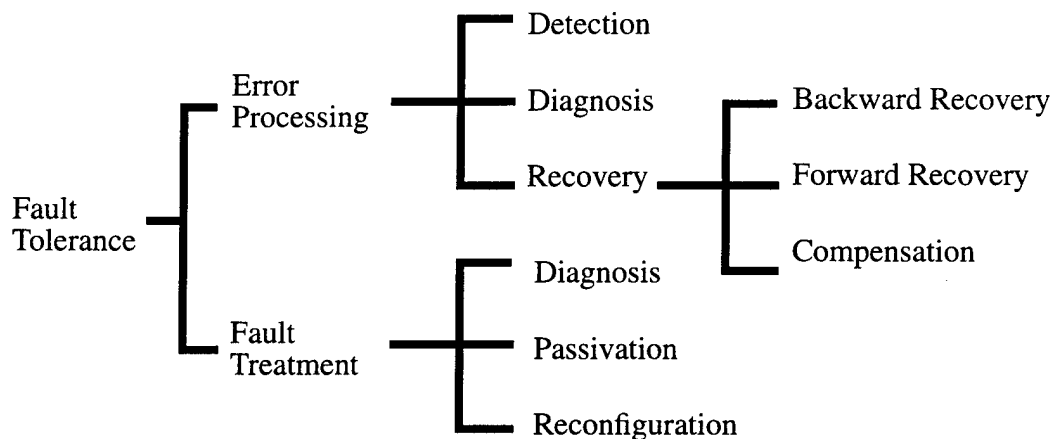 Fault
Tolerance
Error
Processing
Detection
Diagnosis
Recovery
Backward Recovery
Forward Recovery
Compensation
Fault
Treatment
Diagnosis
Passivation
Reconfiguration